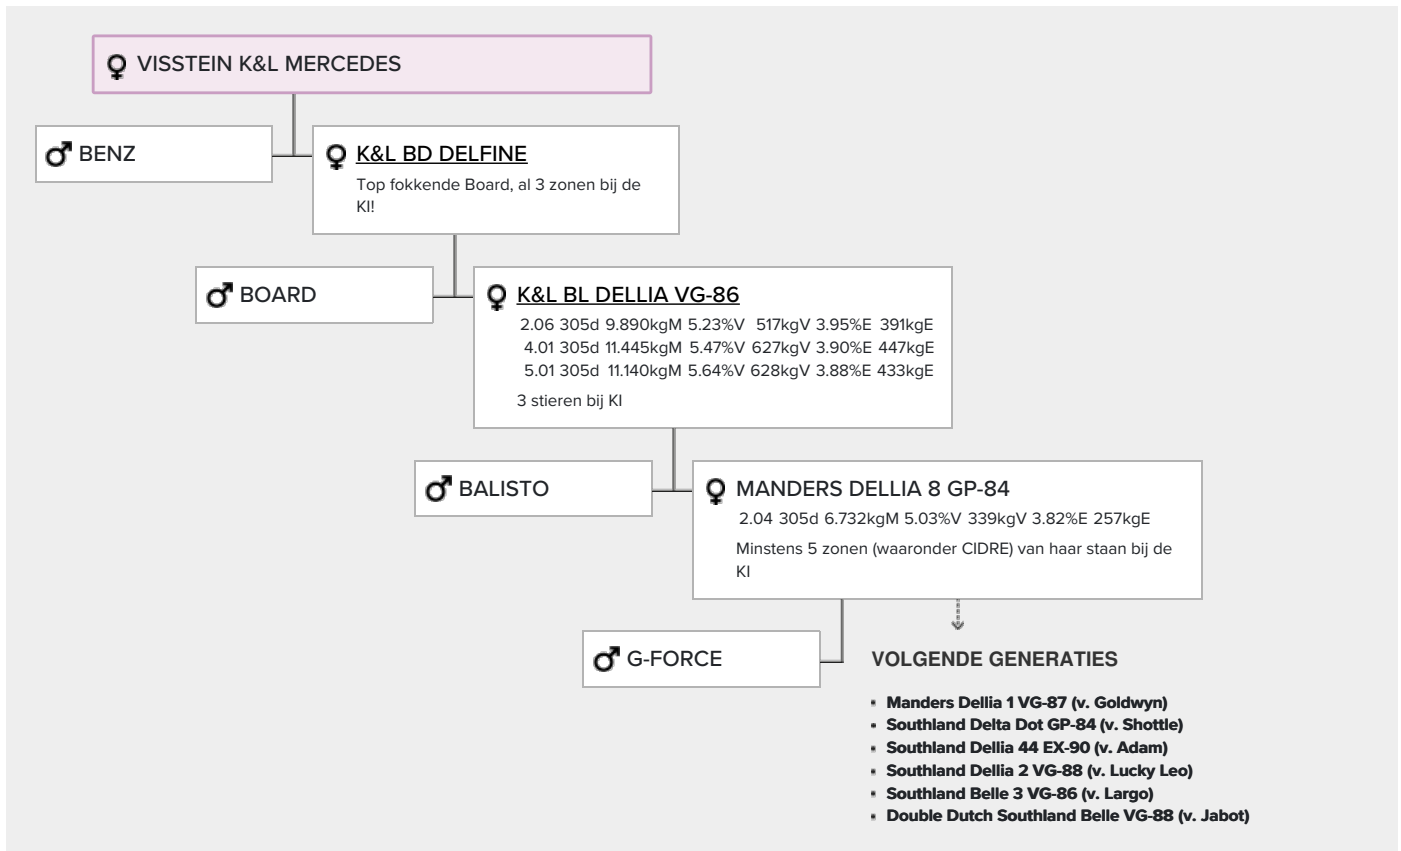 VISSTEIN K&L MERCEDES
BENZ
K&L BD DELFINE
Top fokkende Board, al 3 zonen bij de
KI!
BOARD
K&L BL DELLIA VG-86
2.06 305d 9.890kgM 5.23%V 517kgV 3.95%E 391kgE
4.01 305d 11.445kgM 5.47%V 627kgV 3.90%E 447kgE
5.01 305d 11.140kgM 5.64%V 628kgV 3.88%E 433kgE
3 stieren bij KI
BALISTO
MANDERS DELLIA 8 GP-84
2.04 305d 6.732kgM 5.03%V 339kgV 3.82%E 257kgE
Minstens 5 zonen (waaronder CIDRE) van haar staan bij de
KI
G-FORCE
VOLGENDE GENERATIES
Manders Dellia 1 VG-87 (v. Goldwyn)
Southland Delta Dot GP-84 (v. Shottle)
Southland Dellia 44 EX-90 (v. Adam)
Southland Dellia 2 VG-88 (v. Lucky Leo)
Southland Belle 3 VG-86 (v. Largo)
Double Dutch Southland Belle VG-88 (v. Jabot)